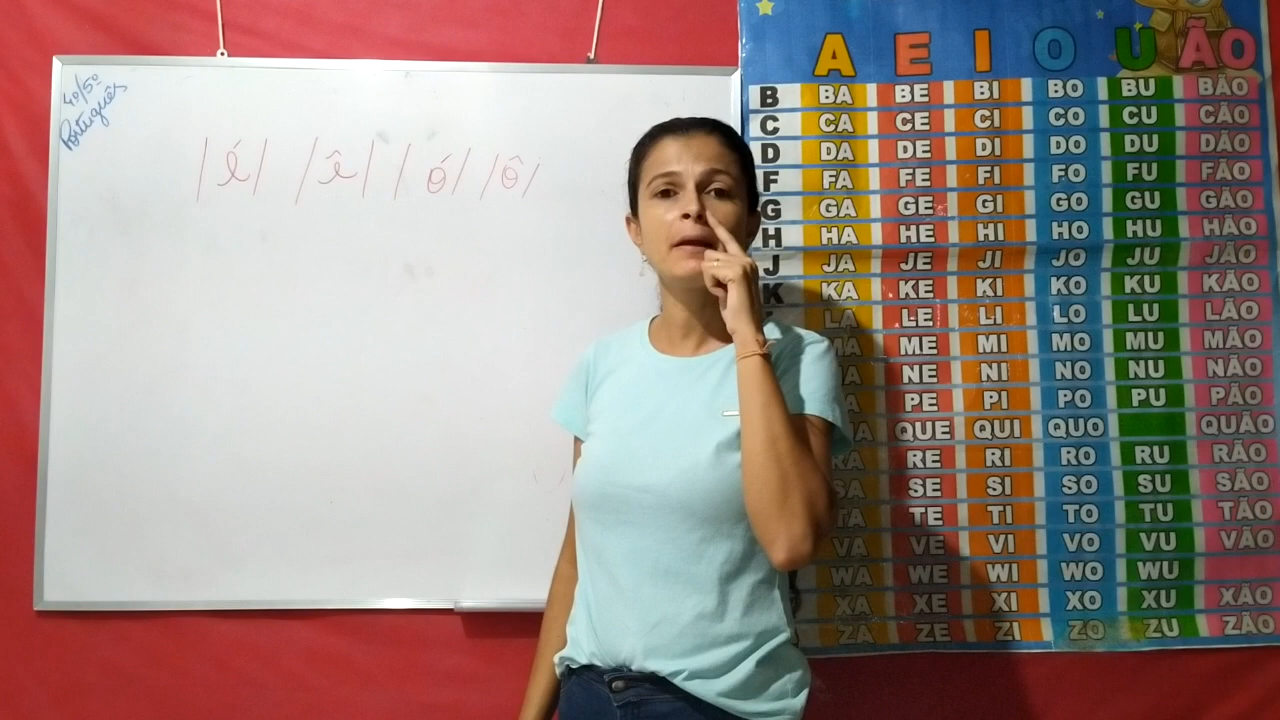 4º/5º
Português
/é/ /ê/ /ó/ /ô/
A E I O U ÃO
B BA BE BI BO BU BÃO
C CA CE CI CO CU CÃO
D DA DE DI DO DU DÃO
F FA FE FI FO FU FÃO
G GA GE GI GO GU GÃO
H HA HE HI HO HU HÃO
J JA JE JI JO JU JÃO
K KA KE KI KO KU KÃO
LA LE LI LO LU LÃO
MA ME MI MO MU MÃO
NE NI NO NU NÃO
PE PI PO PU PÃO
QUE QUI QUO QUÃO
RA RE RI RO RU RÃO
SA SE SI SO SU SÃO
TA TE TI TO TU TÃO
VA VE VI VO VU VÃO
WA WE WI WO WU
XA XE XI XO XU XÃO
ZA ZE ZI ZO ZU ZÃO